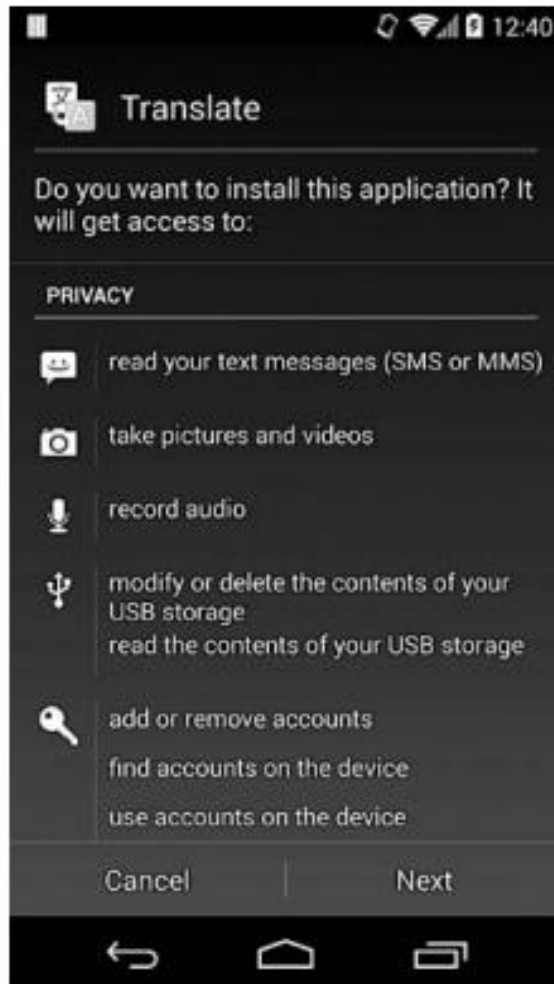 12:40
Translate
Do you want to install this application? It
will get access to:
PRIVACY
read your text messages (SMS or MMS)
take pictures and videos
record audio
modify or delete the contents of your
USB storage
read the contents of your USB storage
add or remove accounts
find accounts on the device
use accounts on the device
Cancel
Next